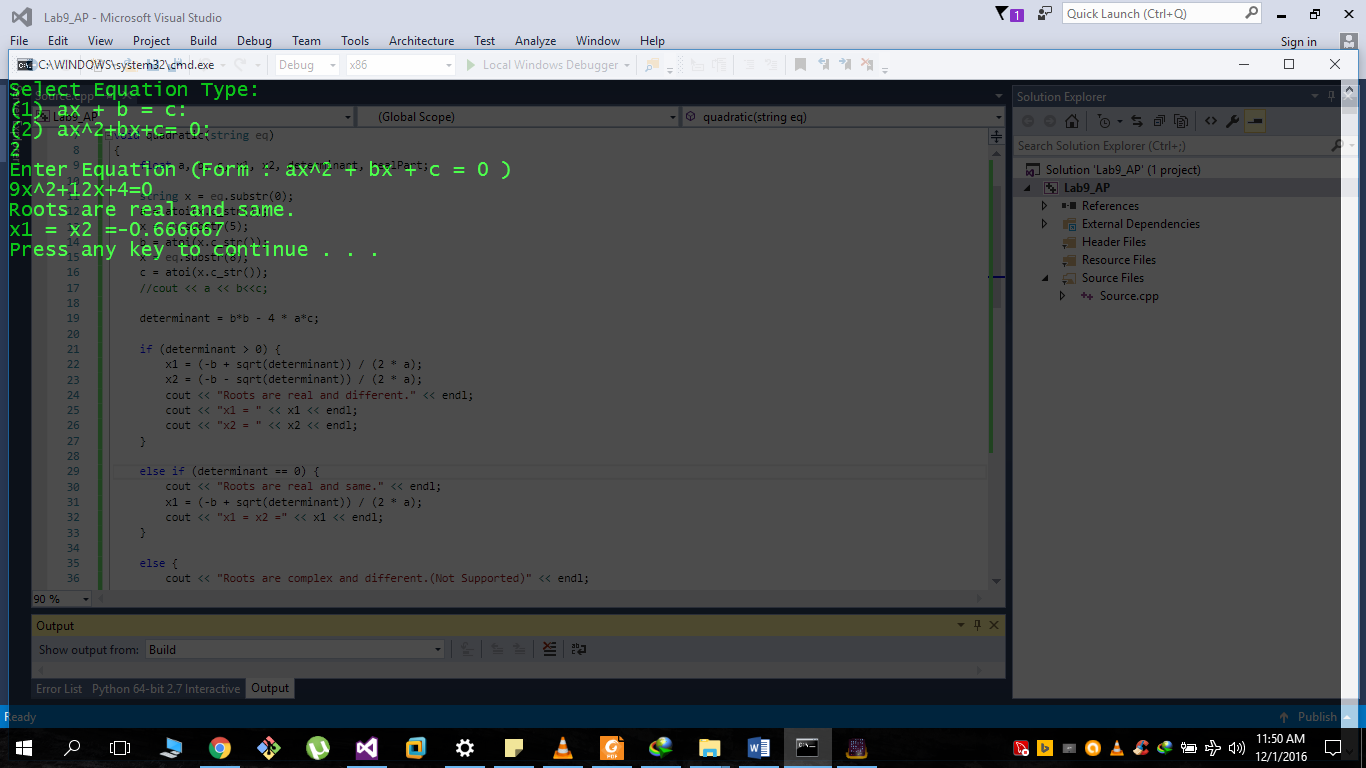 Lab9_AP - Microsoft Visual Studio
1
Quick Launch (Ctrl+Q)
File Edit View Project Build Debug Team Tools Architecture Test Analyze Window Help
Sign in
C:\WINDOWS\system32\cmd.exe
Debug x86 Local Windows Debugger
Select Equation Type:
(1) ax + b = c:
(2) ax^2+bx+c= 0:
2
Enter Equation (Form : ax^2 + bx + c = 0 )
9x^2+12x+4=0
Roots are real and same.
x1 = x2 =-0.666667
Press any key to continue . . .
Source.cpp
Lab9_AP (Global Scope) quadratic(string eq)
quadratic(string eq)
8 {
9
string x = eq.substr(0);
14
15
16 c = atoi(x.c_str());
17 //cout << a << b<<c;
18
19 determinant = b*b - 4 * a*c;
20
21 if (determinant > 0) {
22 x1 = (-b + sqrt(determinant)) / (2 * a);
23 x2 = (-b - sqrt(determinant)) / (2 * a);
24 cout << "Roots are real and different." << endl;
25 cout << "x1 = " << x1 << endl;
26 cout << "x2 = " << x2 << endl;
27 }
28
29 else if (determinant == 0) {
30 cout << "Roots are real and same." << endl;
31 x1 = (-b + sqrt(determinant)) / (2 * a);
32 cout << "x1 = x2 =" << x1 << endl;
33 }
34
35 else {
36 cout << "Roots are complex and different.(Not Supported)" << endl;
90 %
Output
Show output from: Build
Error List Python 64-bit 2.7 Interactive Output
Solution Explorer
Search Solution Explorer (Ctrl+;)
Solution 'Lab9_AP' (1 project)
Lab9_AP
References
External Dependencies
Header Files
Resource Files
Source Files
Source.cpp
Ready
Publish
11:50 AM
12/1/2016